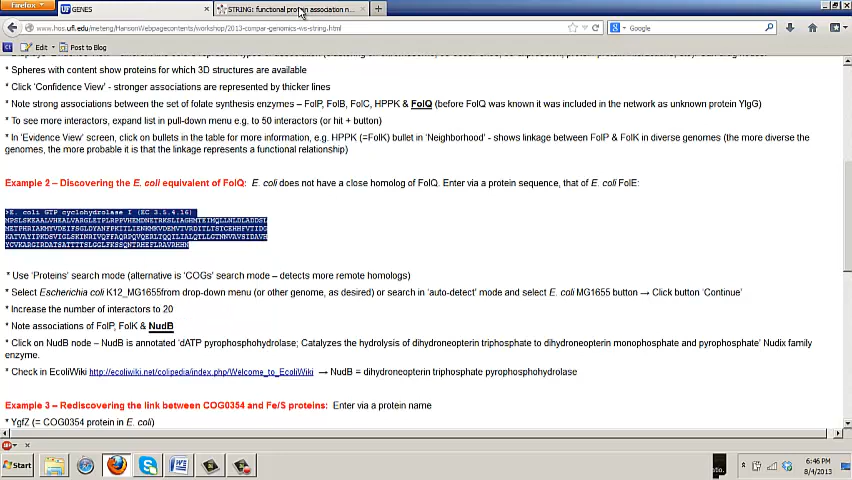 Firefox
UF GENES
STRING: functional protein association n...
www.hos.ufl.edu/meteng/HansonWebpagecontents/workshop/2013-compar-genomics-ws-string.html
Google
Edit
Post to Blog
* Spheres with content show proteins for which 3D structures are available
* Click 'Confidence View' - stronger associations are represented by thicker lines
* Note strong associations between the set of folate synthesis enzymes – FolP, FolB, FolC, HPPK & FolQ (before FolQ was known it was included in the network as unknown protein YlgG)
* To see more interactors, expand list in pull-down menu e.g. to 50 interactors (or hit + button)
* In 'Evidence View' screen, click on bullets in the table for more information, e.g. HPPK (=FolK) bullet in 'Neighborhood' - shows linkage between FolP & FolK in diverse genomes (the more diverse the
genomes, the more probable it is that the linkage represents a functional relationship)
Example 2 – Discovering the E. coli equivalent of FolQ: E. coli does not have a close homolog of FolQ. Enter via a protein sequence, that of E. coli FolE:
>E. coli GTP cyclohydrolase I (EC 3.5.4.16)
MPSLSKEAALVHEALVARGLETPLRPPVHEMDNETRKSLIAGHMTEIMQLLNLDLADDSL
METPHRIAKMYVDEIFSGLDYANFPKITLIENKMKVDEMVTVRDITLTSTCEHHFVTIDG
KATVAYIPKDSVIGLSKINRIVQFFAQRPQVQERLTQQILIALQTLLGTNNVAVSIDAVH
YCVKARGIRDATSATTTTSLGGLFKSSQNTRHEFLRAVRHHN
* Use 'Proteins' search mode (alternative is 'COGs' search mode – detects more remote homologs)
* Select Escherichia coli K12_MG1655from drop-down menu (or other genome, as desired) or search in 'auto-detect' mode and select E. coli MG1655 button → Click button 'Continue'
* Increase the number of interactors to 20
* Note associations of FolP, FolK & NudB
* Click on NudB node – NudB is annotated 'dATP pyrophosphohydrolase; Catalyzes the hydrolysis of dihydroneopterin triphosphate to dihydroneopterin monophosphate and pyrophosphate' Nudix family
enzyme.
* Check in EcoliWiki http://ecoliwiki.net/colipedia/index.php/Welcome_to_EcoliWiki → NudB = dihydroneopterin triphosphate pyrophosphohydrolase
Example 3 – Rediscovering the link between COG0354 and Fe/S proteins: Enter via a protein name
* YgfZ (= COG0354 protein in E. coli)
Start
6:46 PM
8/4/2013